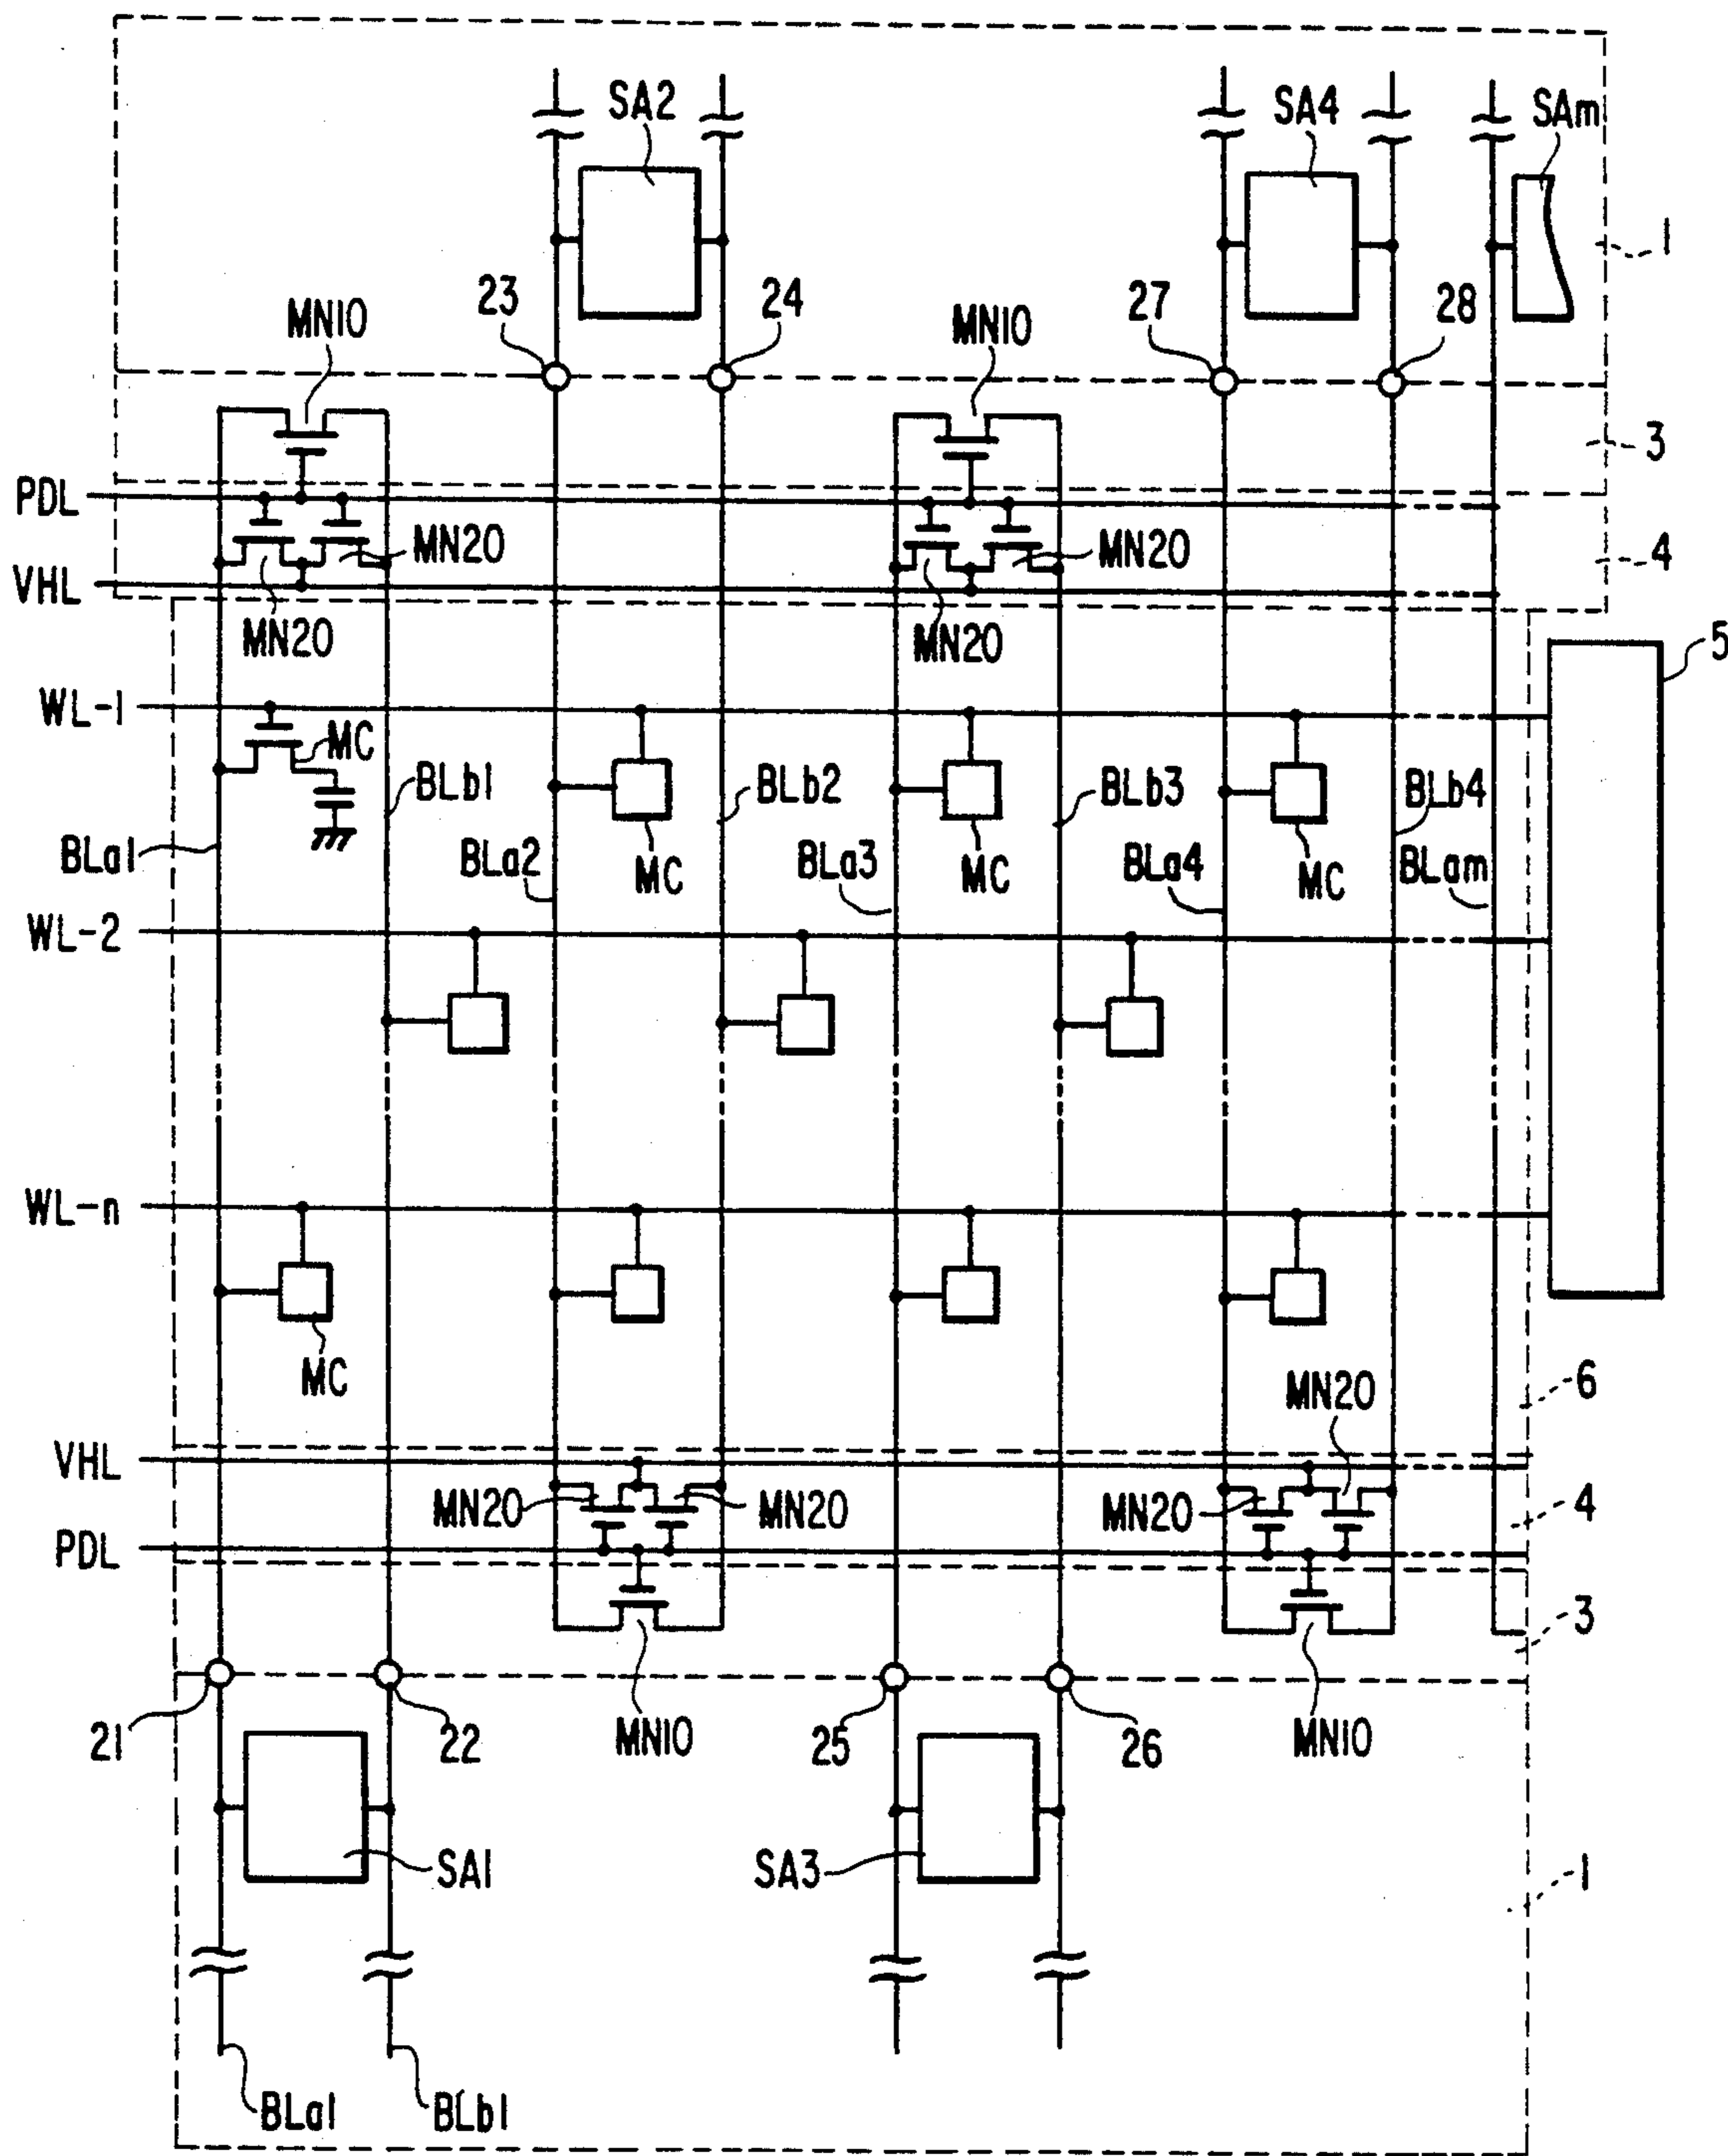 SA2
SA4
SAm
1
23
24
27
28
MN10
MN10
3
PDL
MN20
MN20
4
VHL
MN20
MN20
5
WL-1
MC
BLb1
BLb2
BLb3
BLb4
BLa1
BLa2
MC
BLa3
MC
BLa4
MC
BLam
WL-2
WL-n
MC
MN20
6
VHL
MN20
MN20
MN20
4
PDL
3
21
22
MN10
25
26
MN10
SA1
SA3
1
BLa1
BLb1